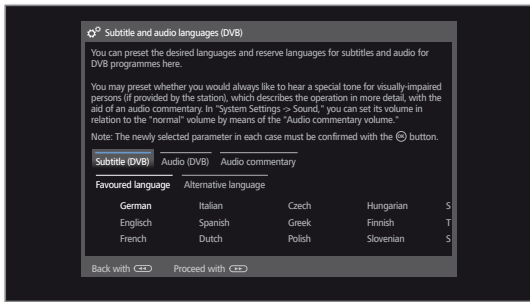 Subtitle and audio languages (DVB)
You can preset the desired languages and reserve languages for subtitles and audio for
DVB programmes here.
You may preset whether you would always like to hear a special tone for visually-impaired
persons (if provided by the station), which describes the operation in more detail, with the
aid of an audio commentary. In "System Settings -> Sound," you can set its volume in
relation to the "normal" volume by means of the "Audio commentary volume."
Note: The newly selected parameter in each case must be confirmed with the OK button.
Subtitle (DVB) Audio (DVB) Audio commentary
Favoured language Alternative language
German Italian Czech Hungarian S
Englisch Spanish Greek Finnish T
French Dutch Polish Slovenian S
Back with Proceed with